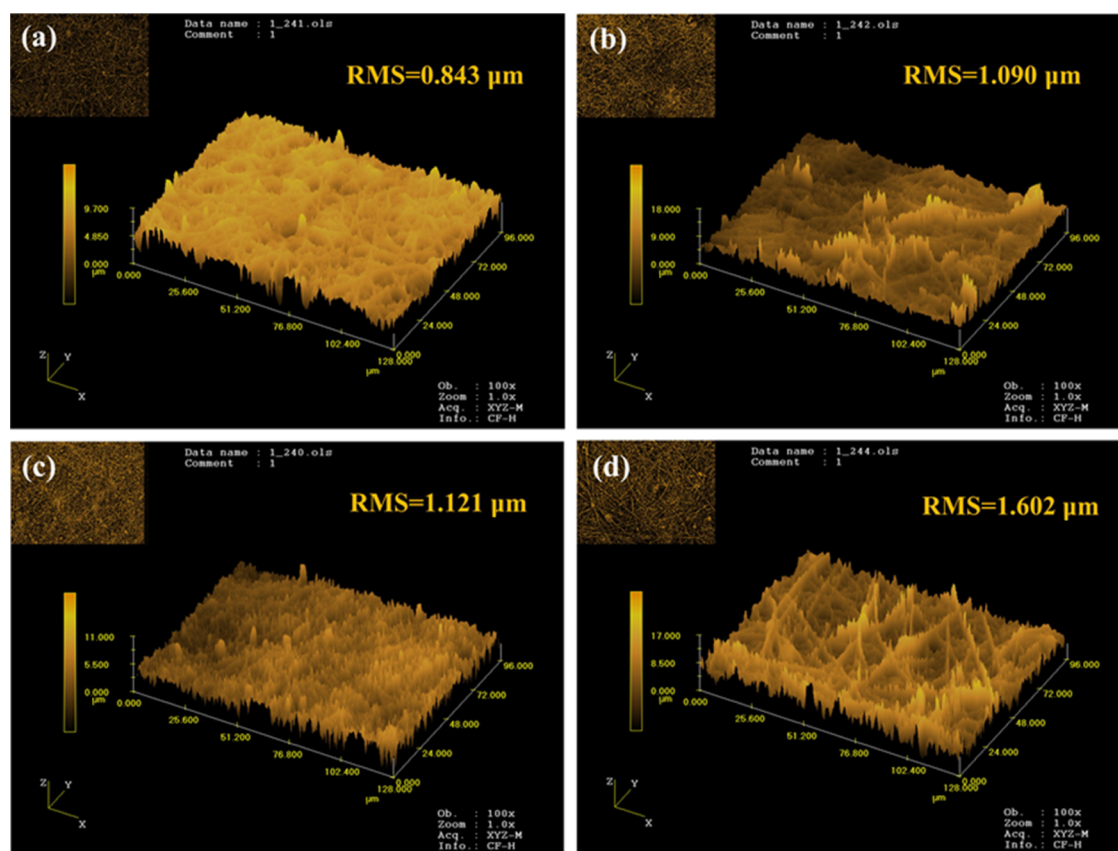 (a)
Data name : 1_241.ols
Comment : 1
RMS=0.843 μm
9.700
4.850
0.000
μm
0.000
25.600
51.200
76.800
102.400
128.000
μm
0.000
24.000
48.000
72.000
96.000
Z
Y
X
Ob. : 100x
Zoom : 1.0x
Acq. : XYZ-M
Info.: CF-H
(b)
Data name : 1_242.ols
Comment : 1
RMS=1.090 μm
18.000
9.000
0.000
μm
0.000
25.600
51.200
76.800
102.400
128.000
μm
0.000
24.000
48.000
72.000
96.000
Z
Y
X
Ob. : 100x
Zoom : 1.0x
Acq. : XYZ-M
Info.: CF-H
(c)
Data name : 1_240.ols
Comment : 1
RMS=1.121 μm
11.000
5.500
0.000
μm
0.000
25.600
51.200
76.800
102.400
128.000
μm
0.000
24.000
48.000
72.000
96.000
Z
Y
X
Ob. : 100x
Zoom : 1.0x
Acq. : XYZ-M
Info.: CF-H
(d)
Data name : 1_244.ols
Comment : 1
RMS=1.602 μm
17.000
8.500
0.000
μm
0.000
25.600
51.200
76.800
102.400
128.000
μm
0.000
24.000
48.000
72.000
96.000
Z
Y
X
Ob. : 100x
Zoom : 1.0x
Acq. : XYZ-M
Info.: CF-H